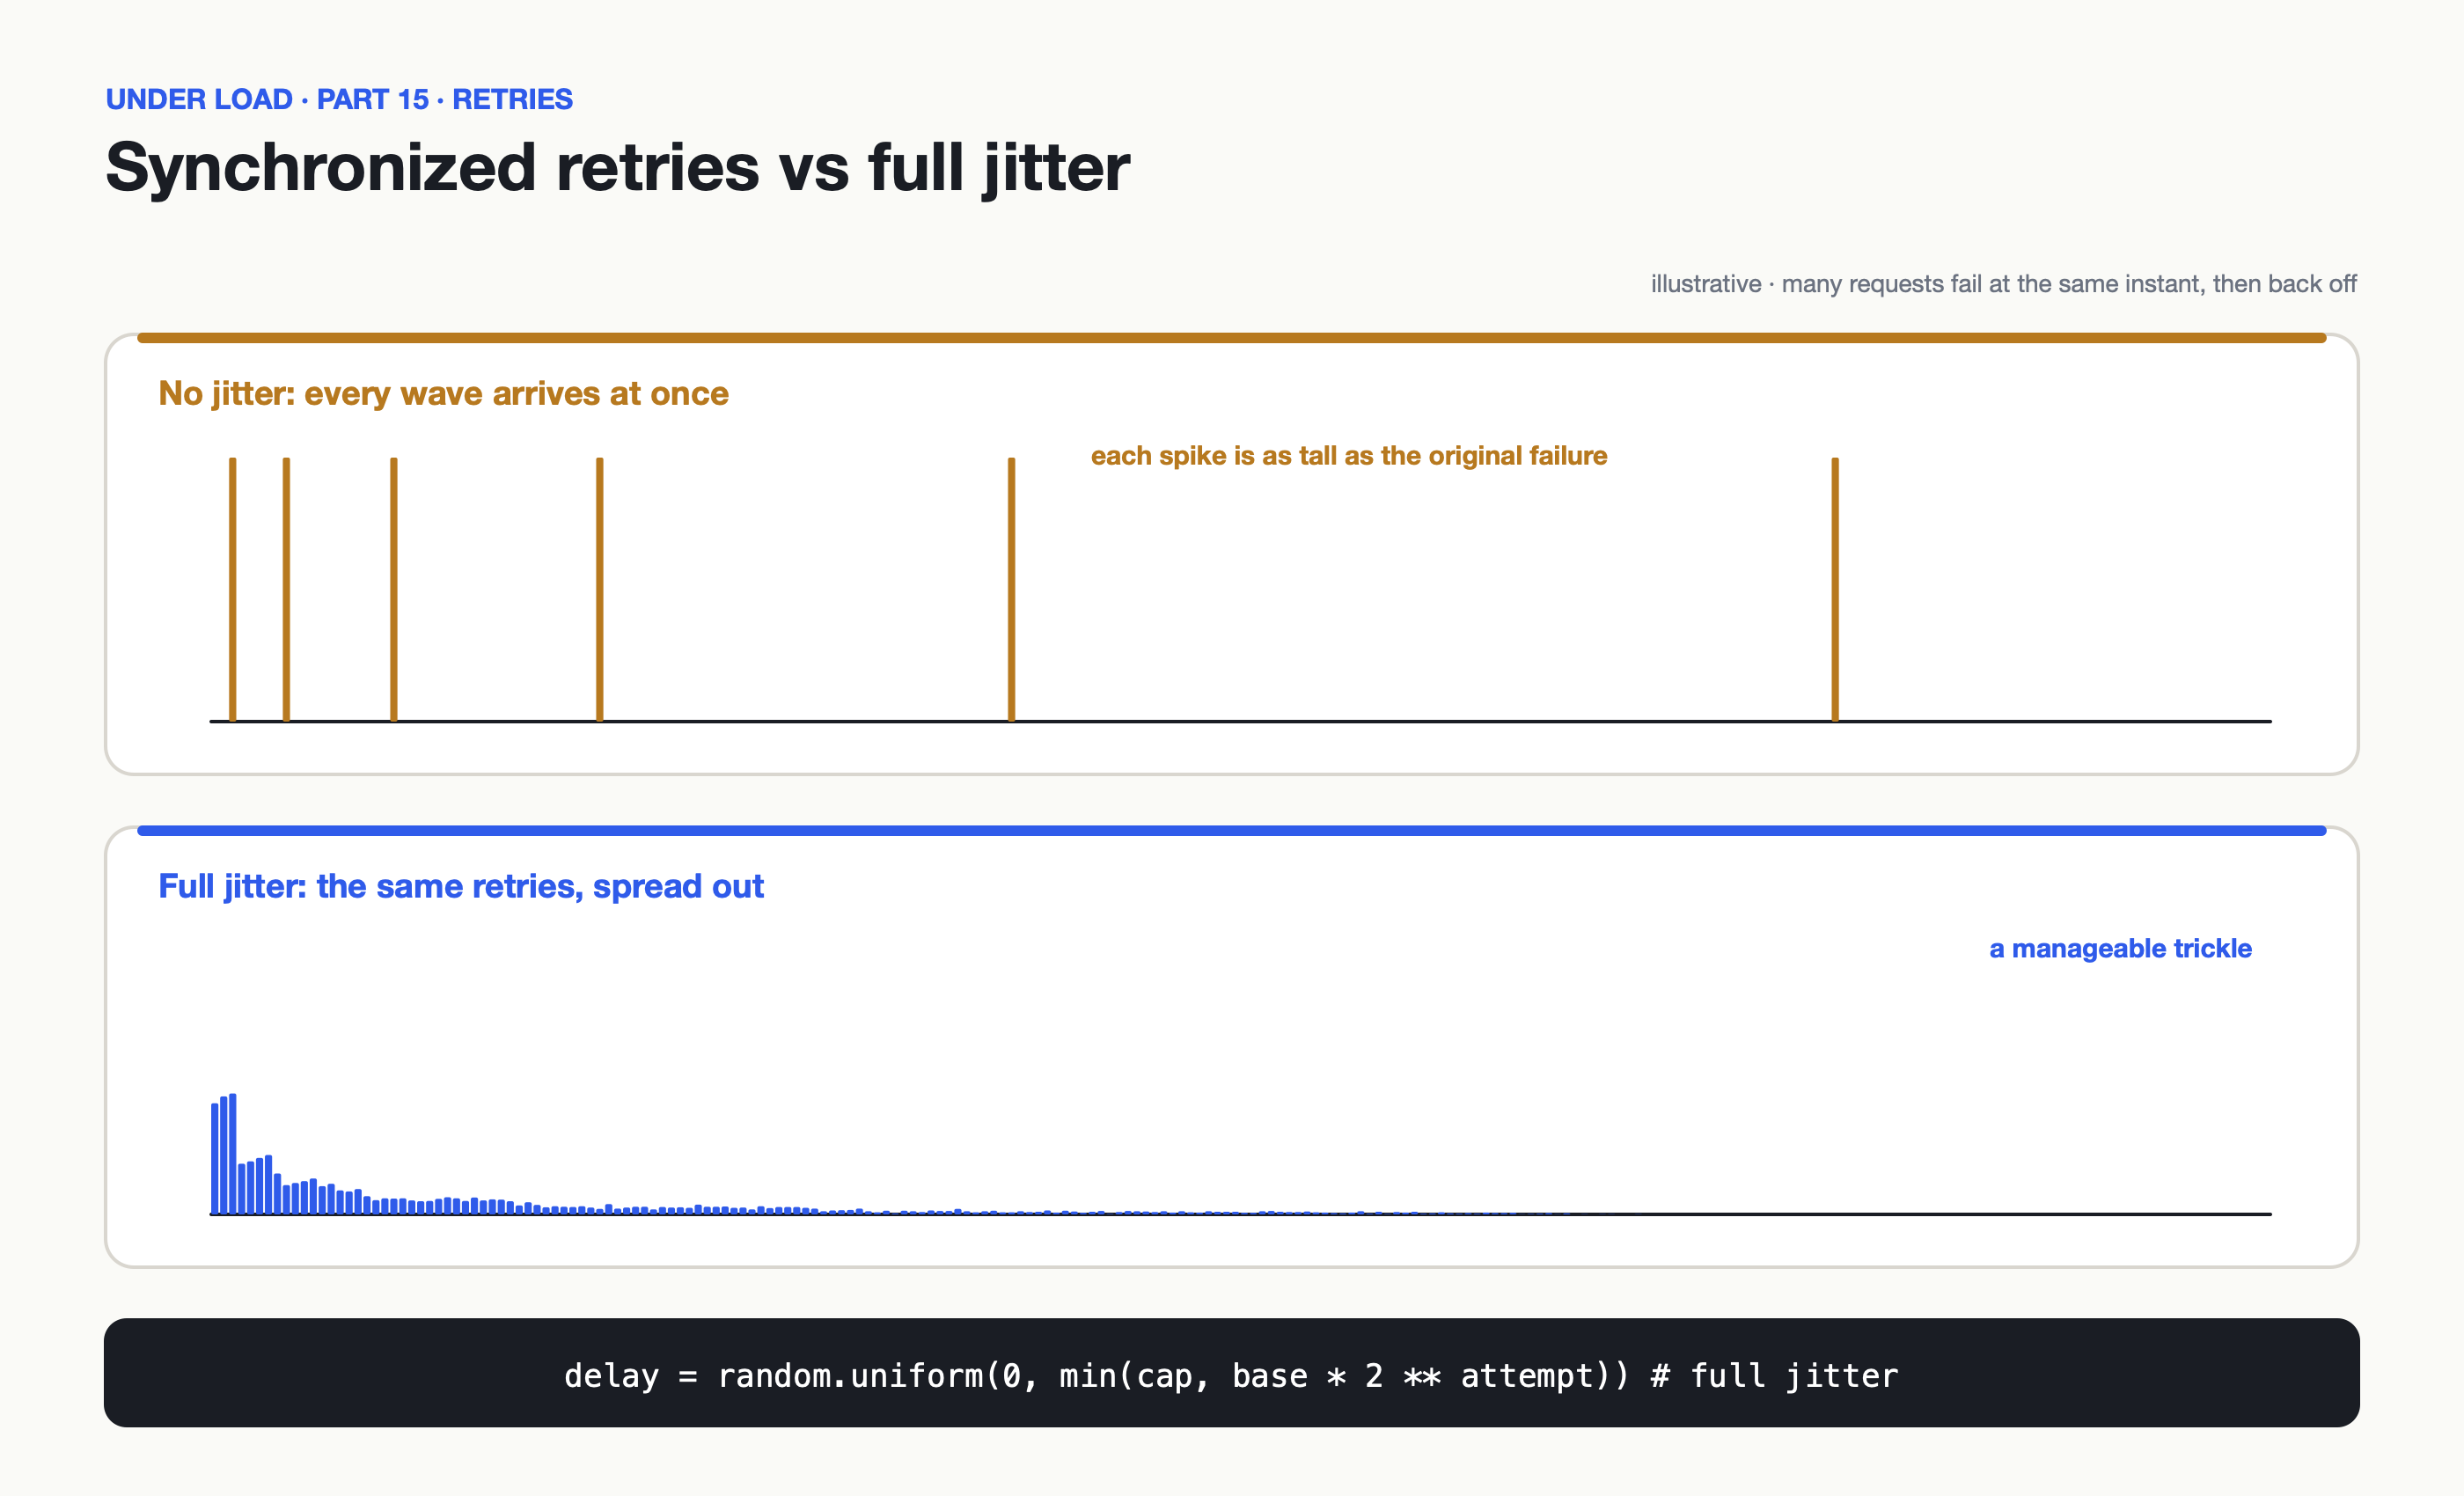 UNDER LOAD · PART 15 · RETRIES
Synchronized retries vs full jitter
illustrative · many requests fail at the same instant, then back off
No jitter: every wave arrives at once
each spike is as tall as the original failure
Full jitter: the same retries, spread out
a manageable trickle
delay = random.uniform(0, min(cap, base * 2 ** attempt)) # full jitter